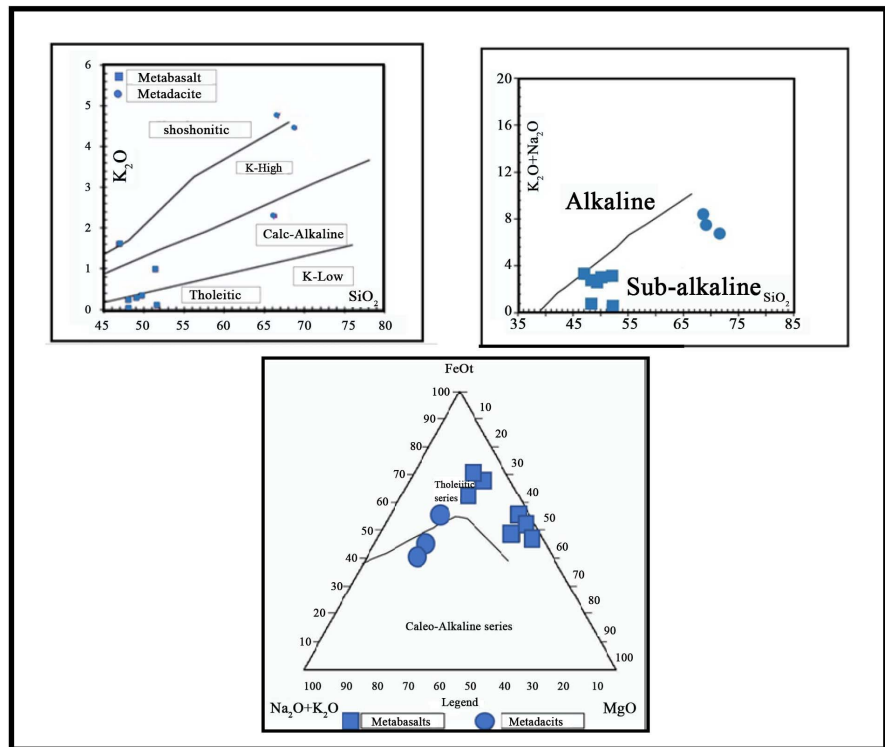 6
5
4
3
2
1
0
K₂O
Metabasalt
Metadacite
shoshonitic
K-High
Calc-Alkaline
K-Low
Tholeitic
SiO₂
45 50 55 60 65 70 75 80
20
16
12
8
4
0
K₂O+Na₂O
Alkaline
Sub-alkaline
SiO₂
35 45 55 65 75 85
FeOt
100
90
80
70
60
50
40
30
20
10
10
20
30
40
50
60
70
80
90
100
Tholeiitic
series
Caleo-Alkaline series
100 90 80 70 60 50 40 30 20 10
Na₂O+K₂O
Legend
MgO
Metabasalts
Metadacits